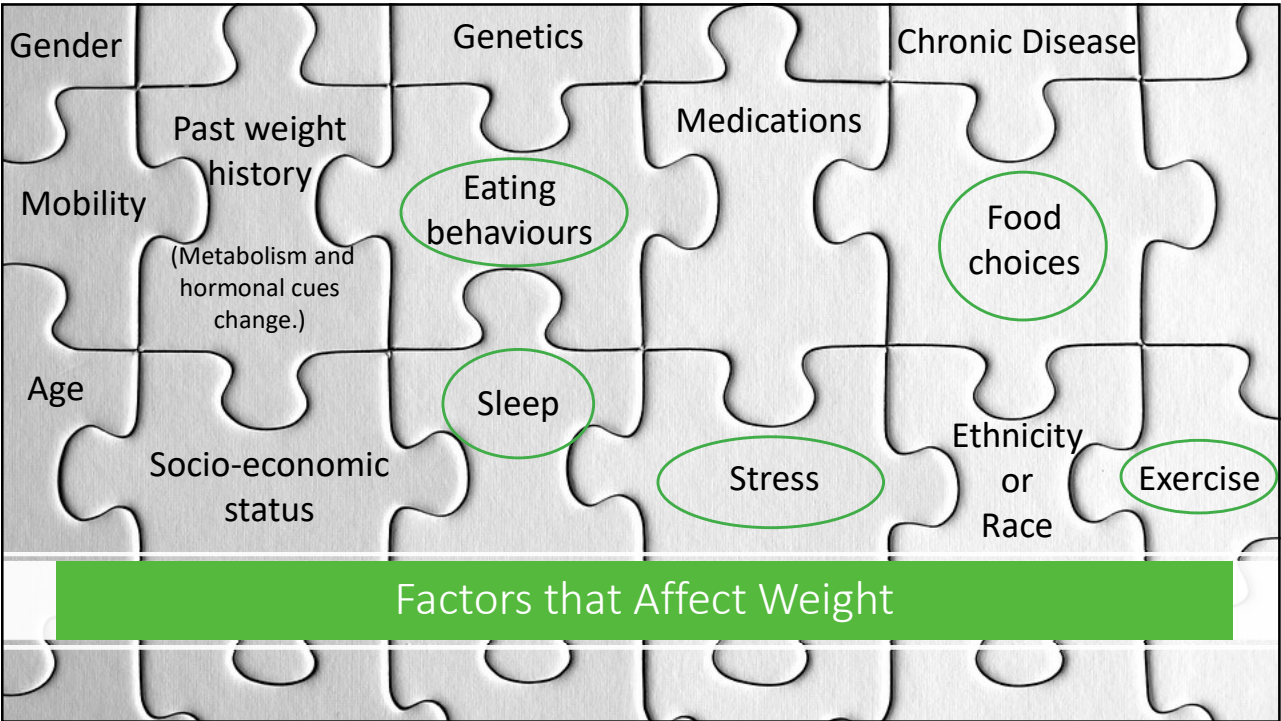 Gender
Genetics
Chronic Disease
Past weight
history
(Metabolism and
hormonal cues
change.)
Medications
Mobility
Eating
behaviours
Food
choices
Age
Sleep
Socio-economic
status
Stress
Ethnicity
or
Race
Exercise
Factors that Affect Weight